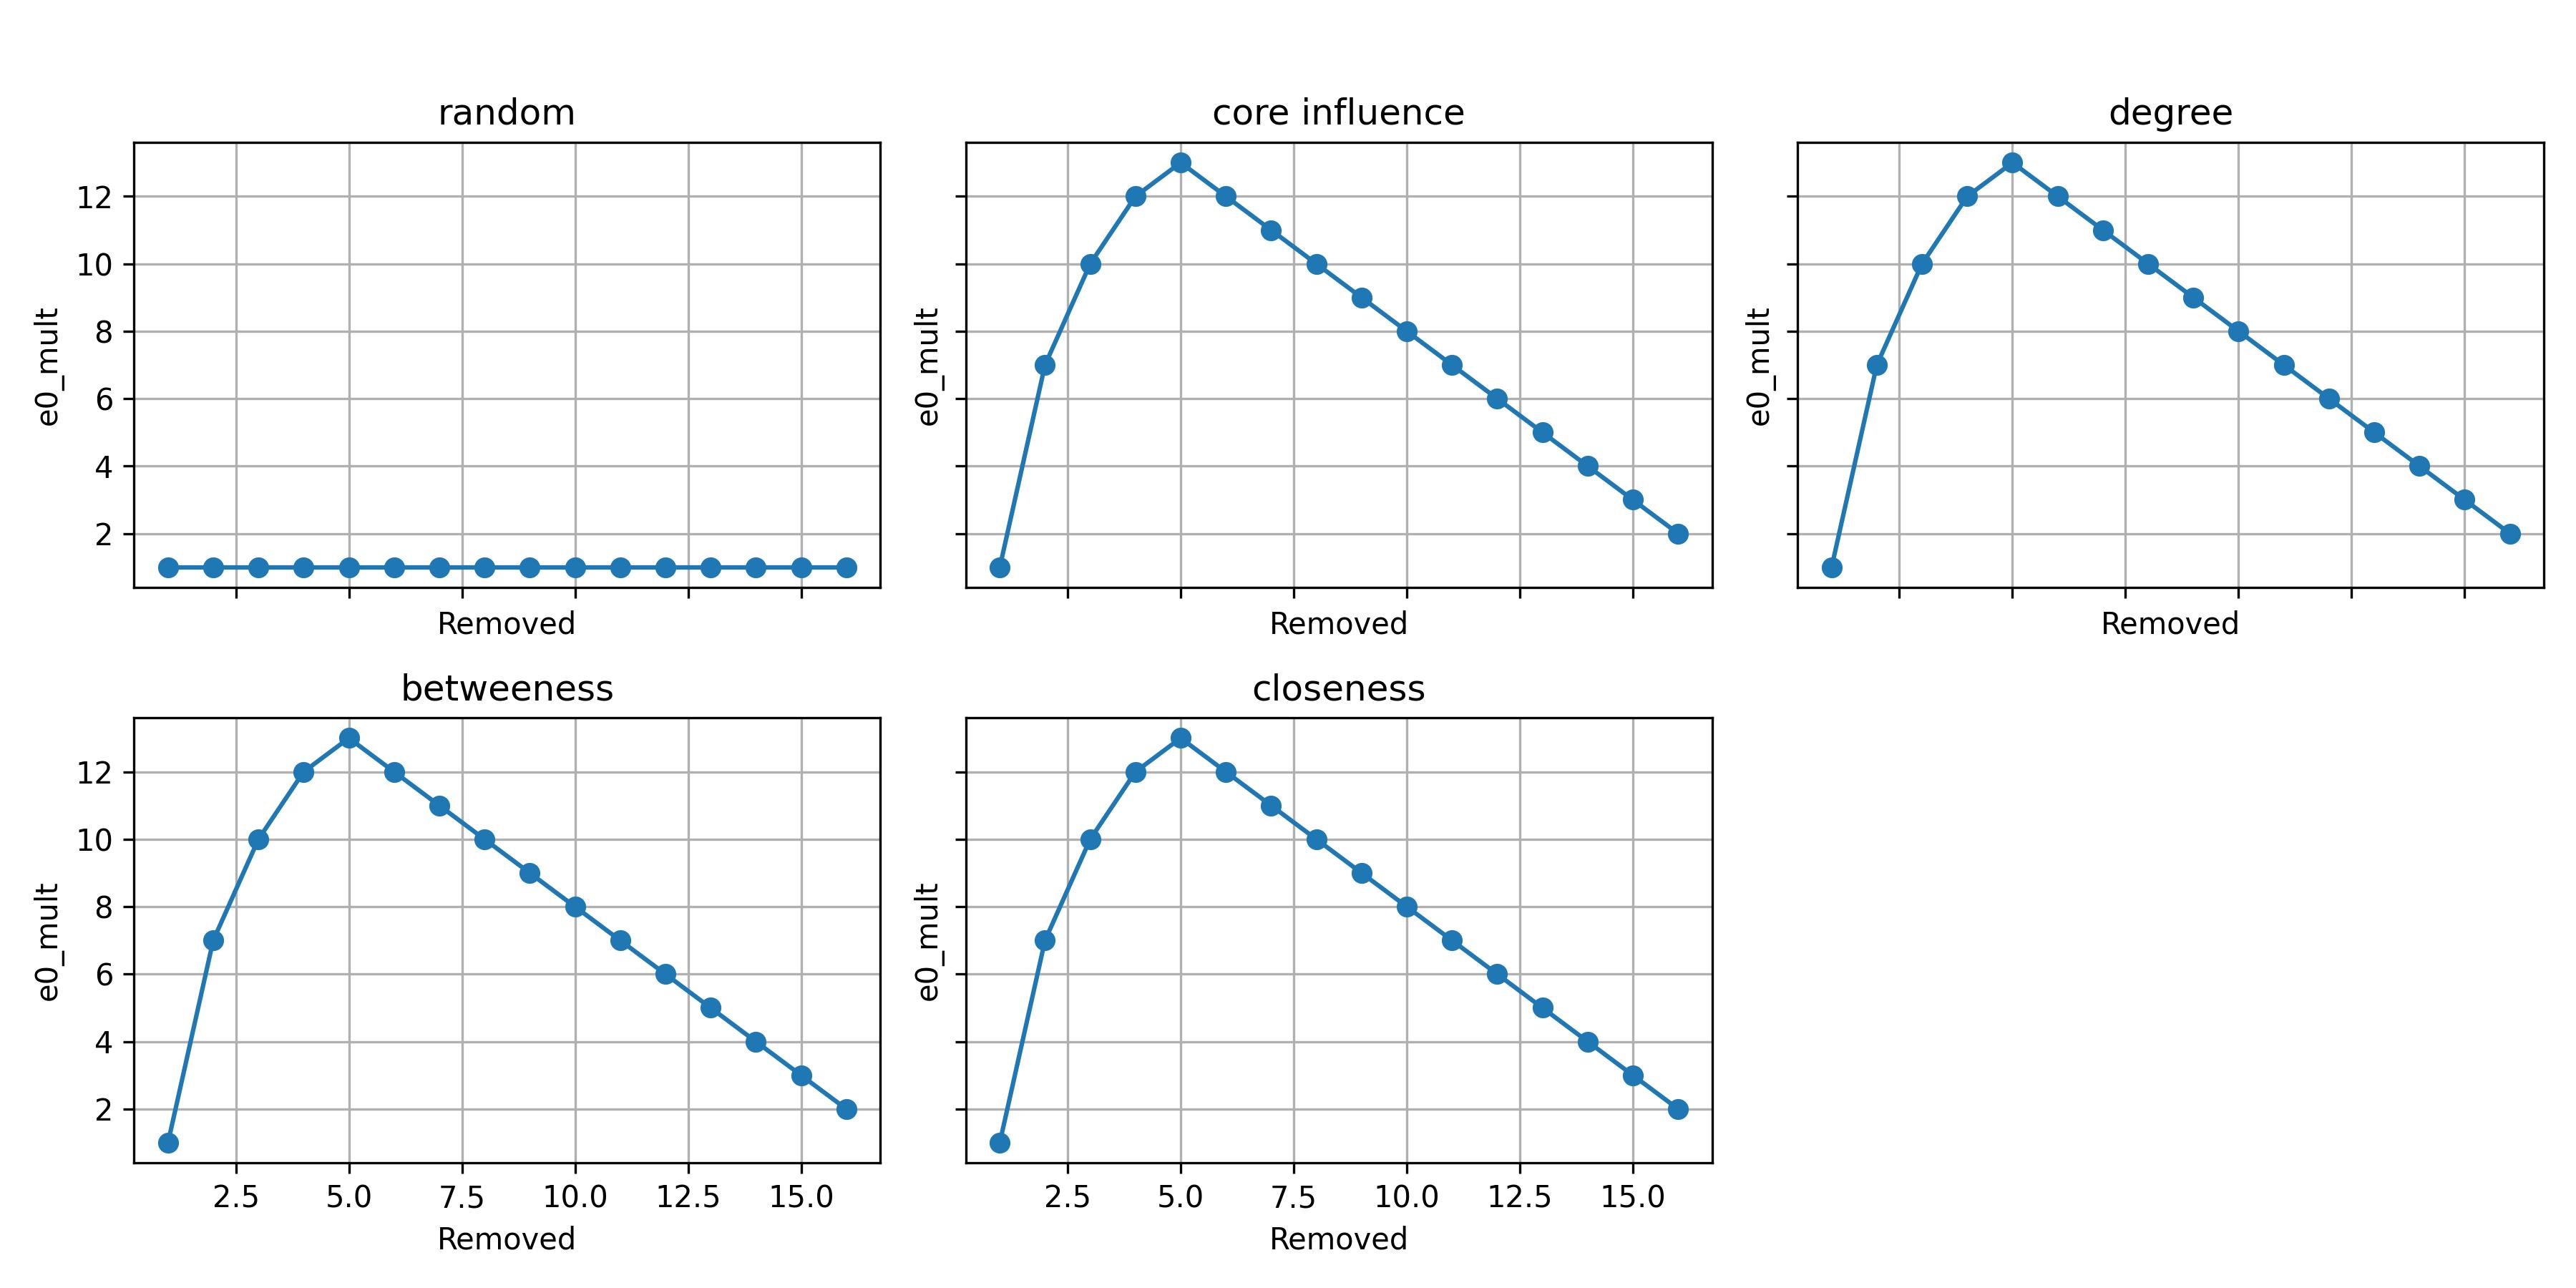 random
core influence
degree
12
10
8
6
4
2
e0_mult
e0_mult
e0_mult
Removed
Removed
Removed
betweeness
closeness
12
10
8
6
4
2
e0_mult
e0_mult
2.5 5.0 7.5 10.0 12.5 15.0
2.5 5.0 7.5 10.0 12.5 15.0
Removed
Removed